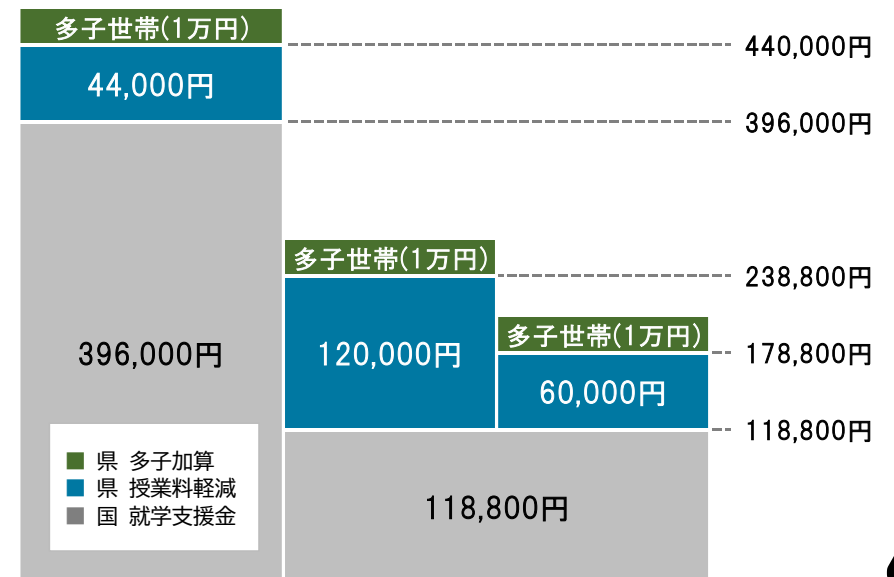 多子世帯(1万円)
440,000円
44,000円
396,000円
多子世帯(1万円)
238,800円
多子世帯(1万円)
178,800円
396,000円
120,000円
60,000円
118,800円
県 多子加算
県 授業料軽減
国 就学支援金
118,800円